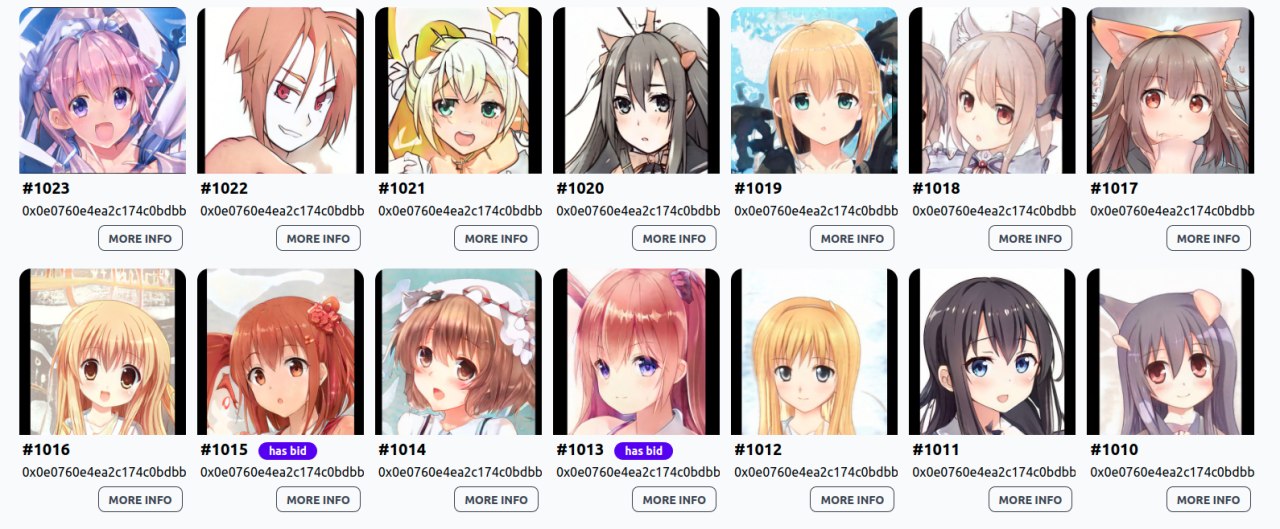 #1023 #1022 #1021 #1020 #1019 #1018 #1017
0x0e0760e4ea2c174c0bdbb 0x0e0760e4ea2c174c0bdbb 0x0e0760e4ea2c174c0bdbb 0x0e0760e4ea2c174c0bdbb 0x0e0760e4ea2c174c0bdbb 0x0e0760e4ea2c174c0bdbb 0x0e0760e4ea2c174c0bdbb
MORE INFO MORE INFO MORE INFO MORE INFO MORE INFO MORE INFO MORE INFO
#1016 #1015 has bid #1014 #1013 has bid #1012 #1011 #1010
0x0e0760e4ea2c174c0bdbb 0x0e0760e4ea2c174c0bdbb 0x0e0760e4ea2c174c0bdbb 0x0e0760e4ea2c174c0bdbb 0x0e0760e4ea2c174c0bdbb 0x0e0760e4ea2c174c0bdbb 0x0e0760e4ea2c174c0bdbb
MORE INFO MORE INFO MORE INFO MORE INFO MORE INFO MORE INFO MORE INFO